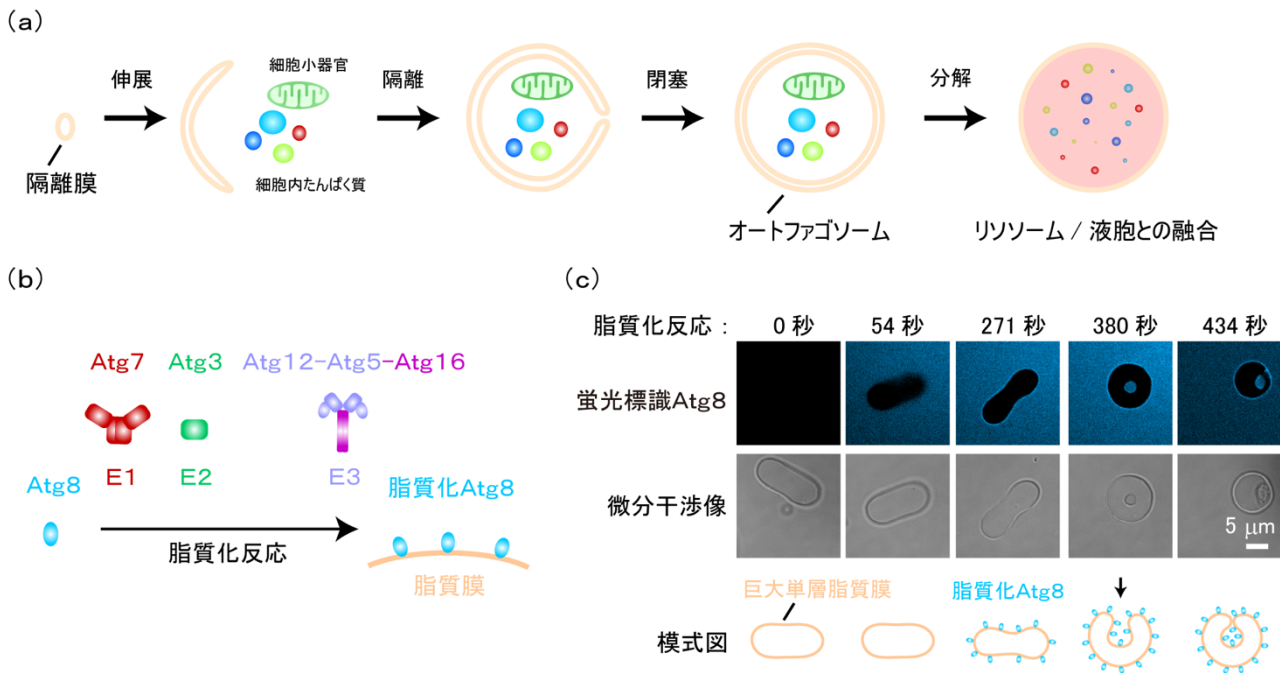 (a)
伸展
細胞小器官
隔離
閉塞
分解
隔離膜
細胞内たんぱく質
オートファゴソーム
リソソーム / 液胞との融合
(b)
Atg7 Atg3 Atg12-Atg5-Atg16
E1 E2 E3
Atg8
脂質化Atg8
脂質化反応
脂質膜
(c)
脂質化反応 : 0 秒 54 秒 271 秒 380 秒 434 秒
蛍光標識Atg8
微分干渉像
5 μm
巨大単層脂質膜
脂質化Atg8
模式図